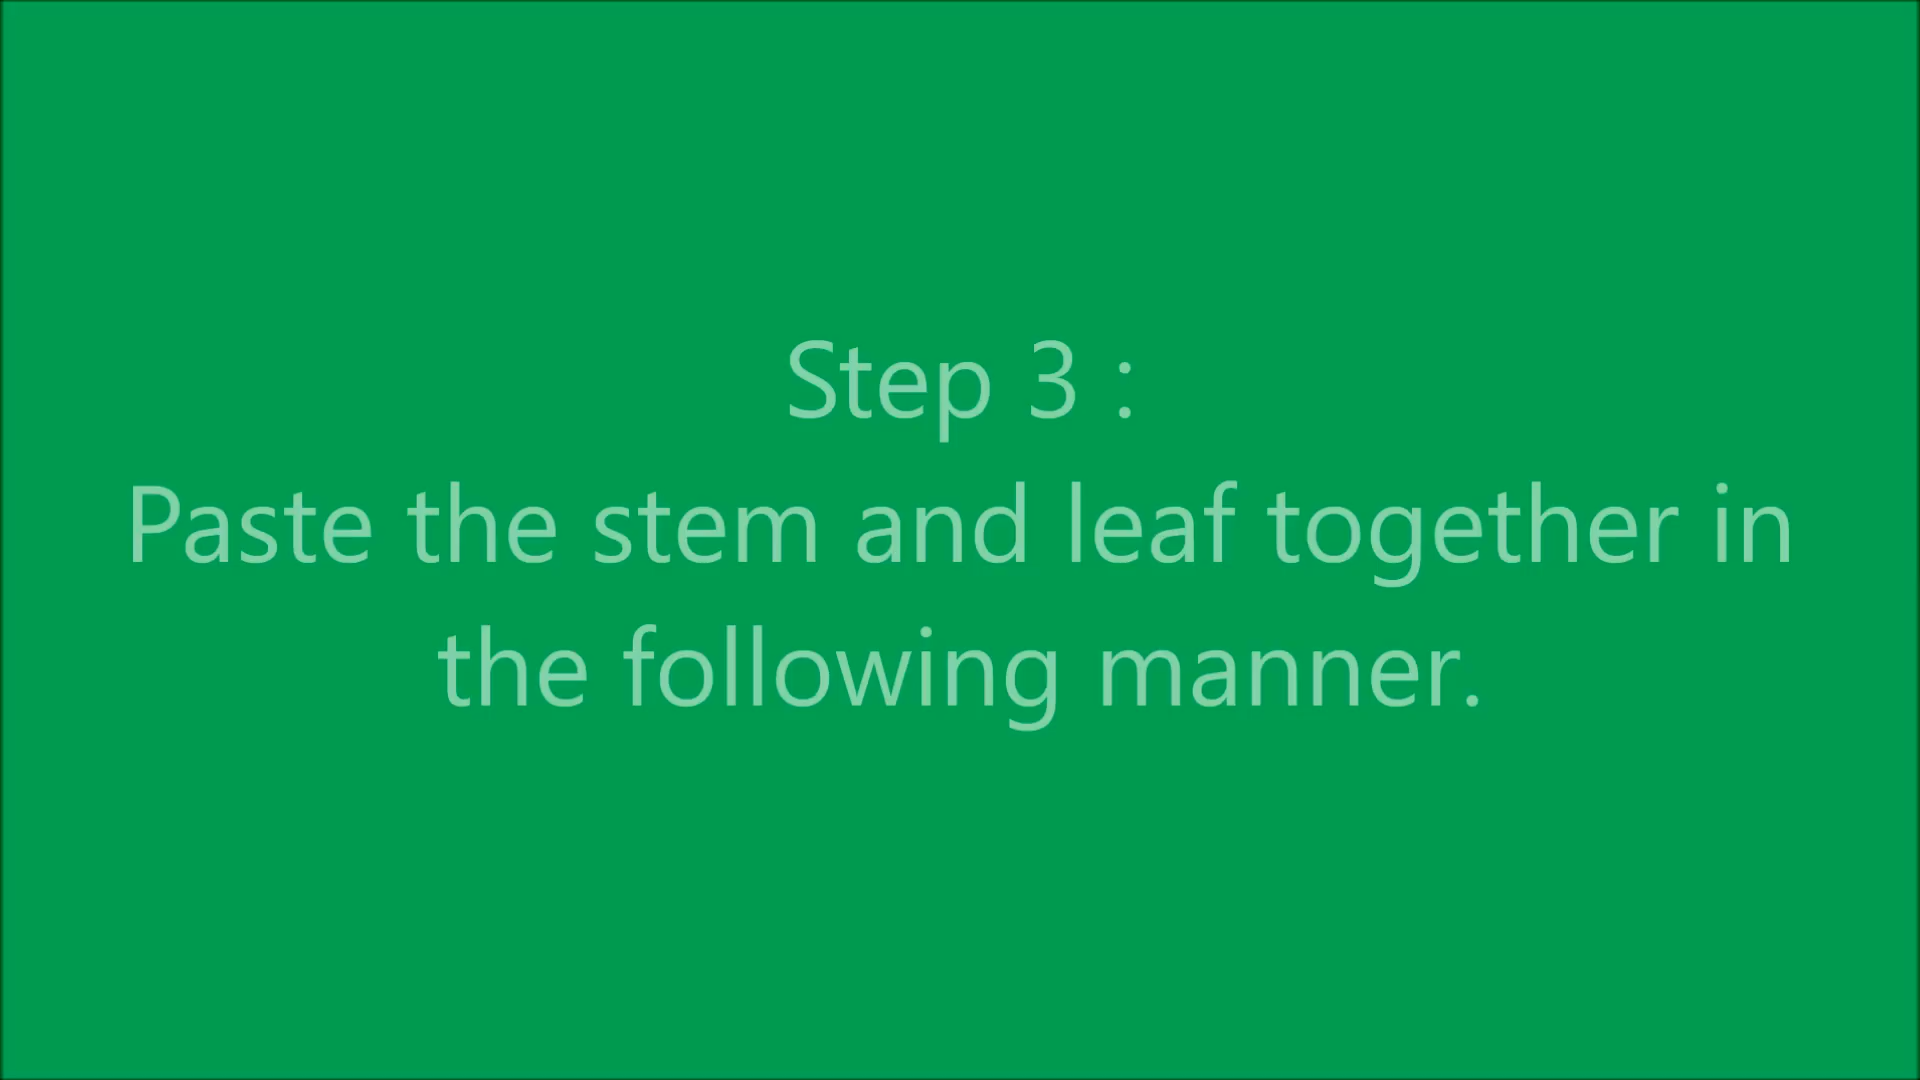 Step 3 :
Paste the stem and leaf together in
the following manner.